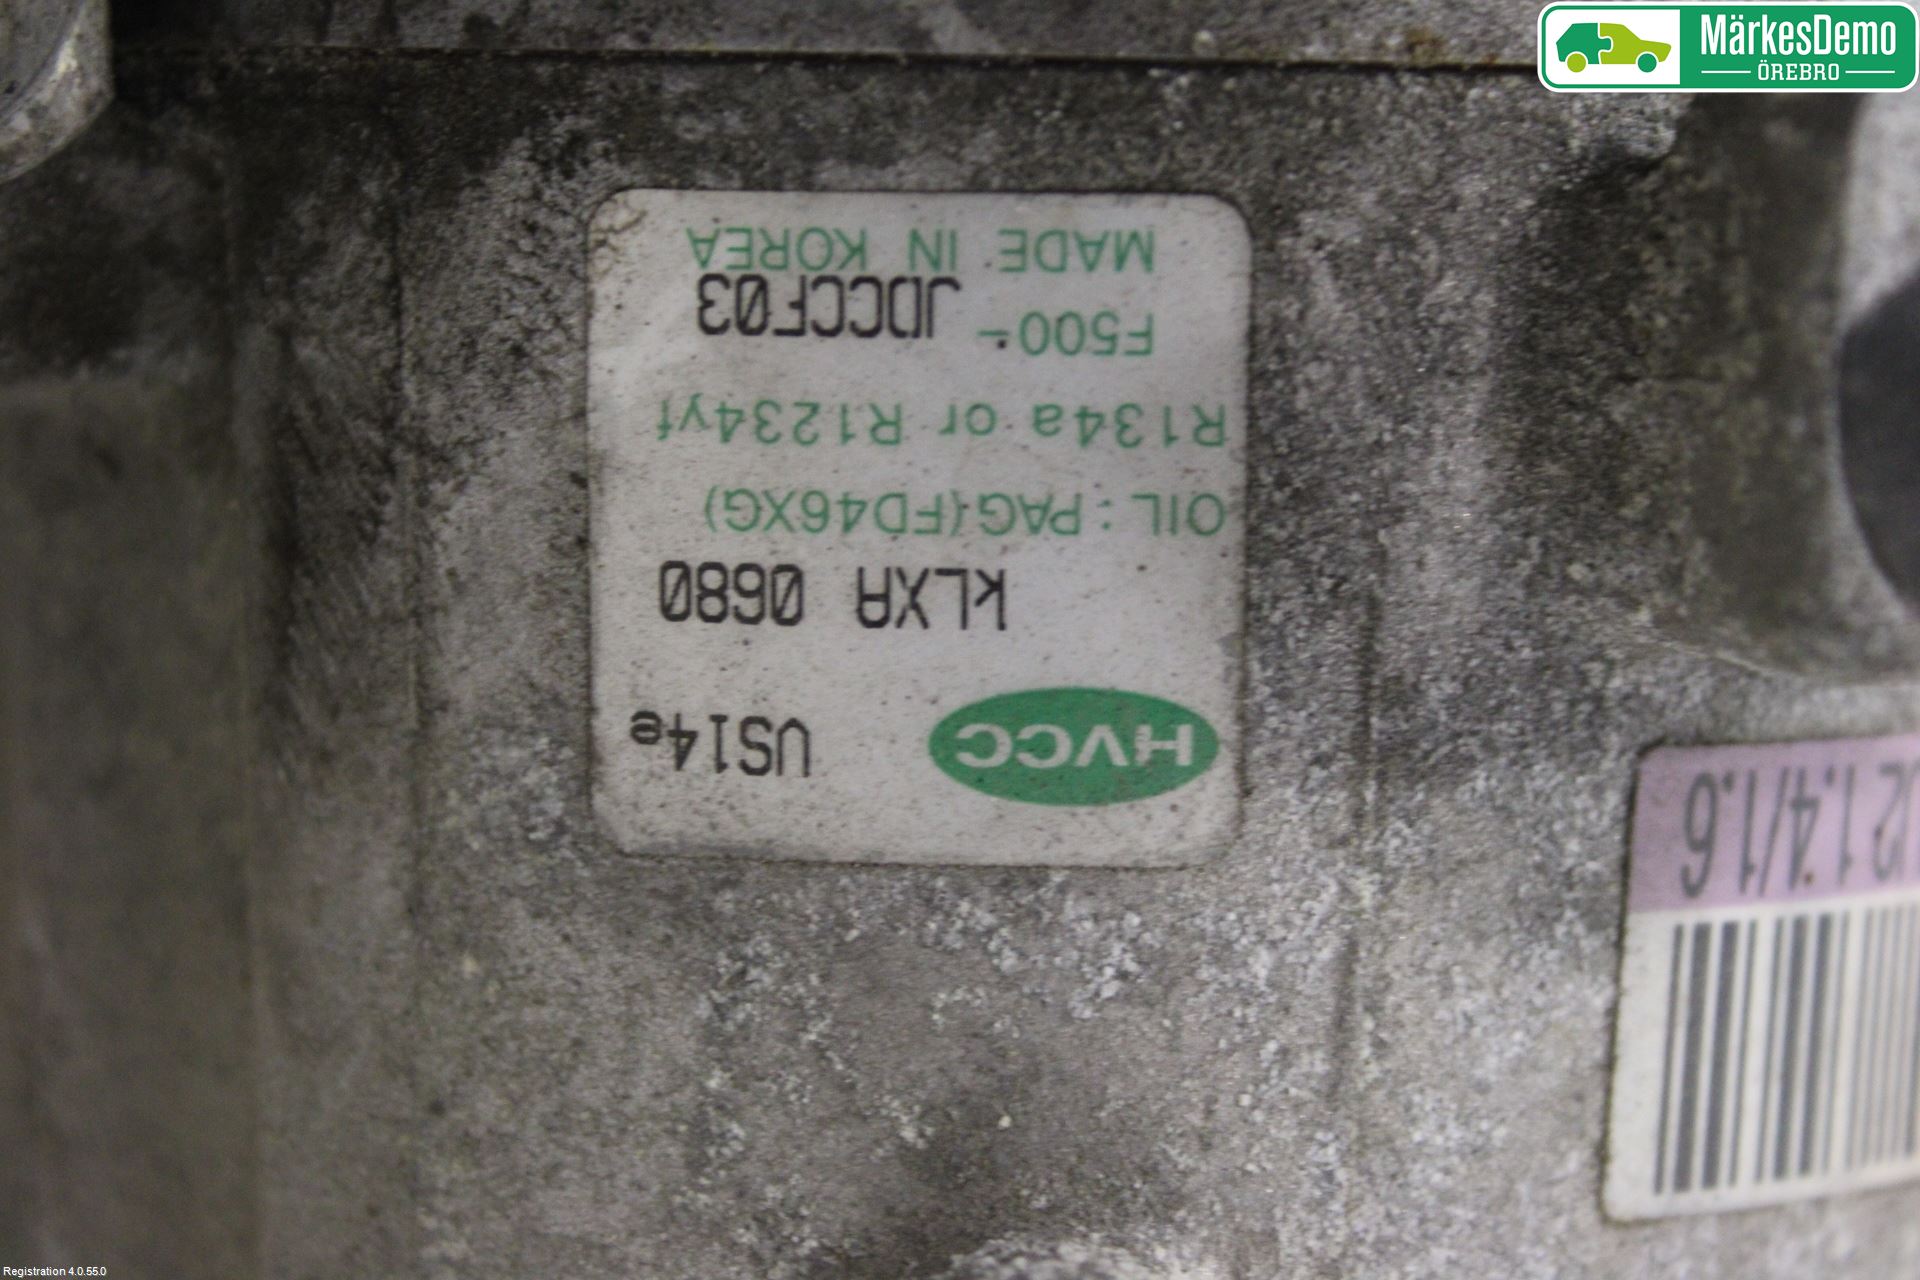 MärkesDemo
ÖREBRO
HVCC VS14e
KLXA 0680
OIL : PAG(FD46XG)
R134a or R1234yf
F500- JDCCF03
MADE IN KOREA
1.4/1.6
Registration 4.0.55.0